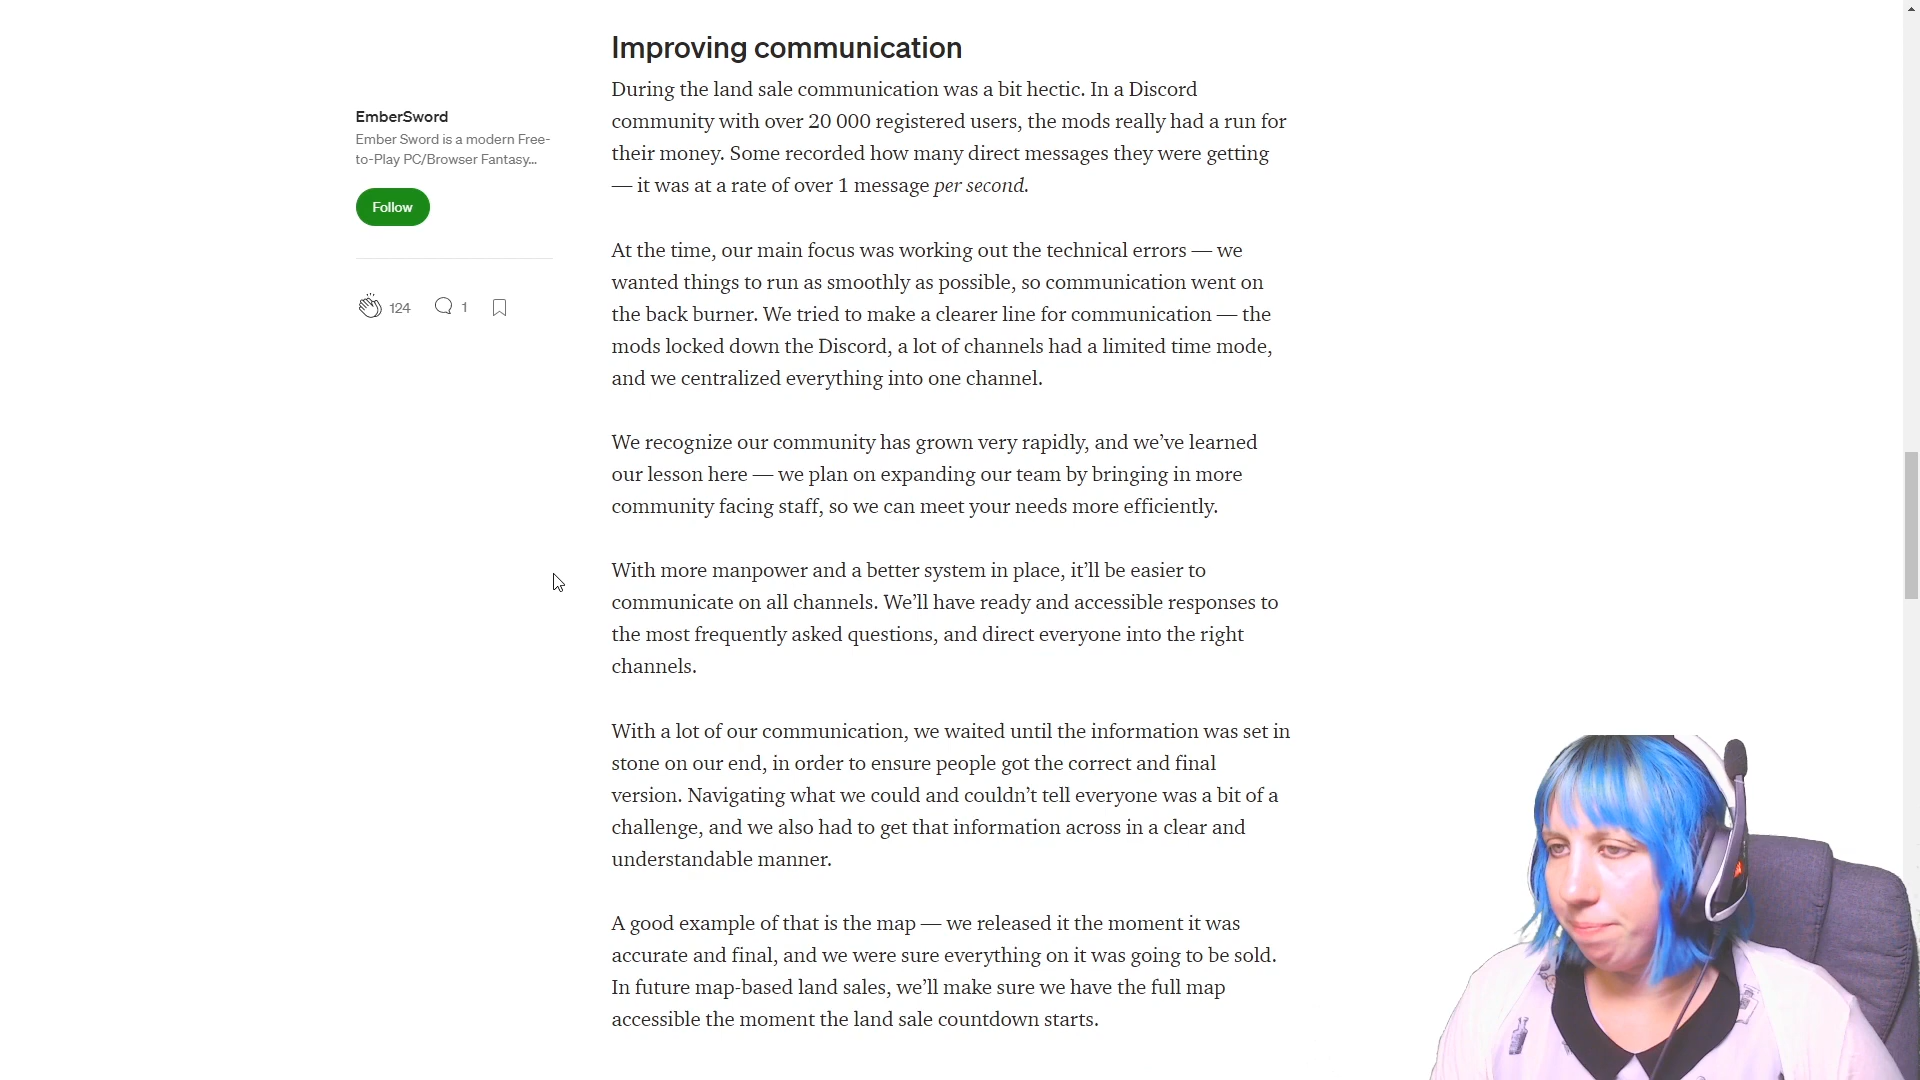 Improving communication
During the land sale communication was a bit hectic. In a Discord
community with over 20 000 registered users, the mods really had a run for
their money. Some recorded how many direct messages they were getting
— it was at a rate of over 1 message per second.
EmberSword
Ember Sword is a modern Free-
to-Play PC/Browser Fantasy...
Follow
124
1
At the time, our main focus was working out the technical errors — we
wanted things to run as smoothly as possible, so communication went on
the back burner. We tried to make a clearer line for communication — the
mods locked down the Discord, a lot of channels had a limited time mode,
and we centralized everything into one channel.
We recognize our community has grown very rapidly, and we’ve learned
our lesson here — we plan on expanding our team by bringing in more
community facing staff, so we can meet your needs more efficiently.
With more manpower and a better system in place, it’ll be easier to
communicate on all channels. We’ll have ready and accessible responses to
the most frequently asked questions, and direct everyone into the right
channels.
With a lot of our communication, we waited until the information was set in
stone on our end, in order to ensure people got the correct and final
version. Navigating what we could and couldn’t tell everyone was a bit of a
challenge, and we also had to get that information across in a clear and
understandable manner.
A good example of that is the map — we released it the moment it was
accurate and final, and we were sure everything on it was going to be sold.
In future map-based land sales, we’ll make sure we have the full map
accessible the moment the land sale countdown starts.